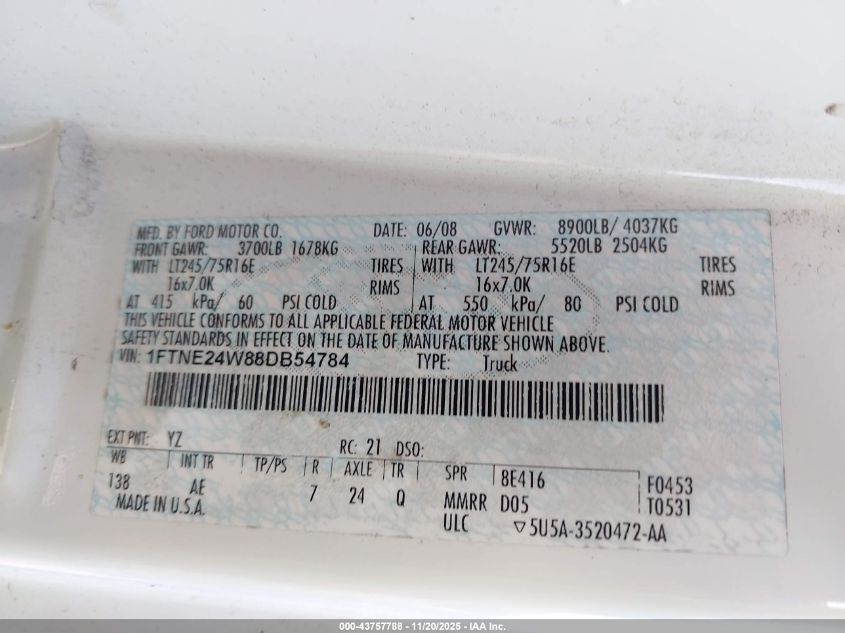 MFD. BY FORD MOTOR CO. DATE: 06/08 GVWR: 8900LB/ 4037KG
FRONT GAWR: 3700LB 1678KG REAR GAWR: 5520LB 2504KG
WITH LT245/75R16E TIRES WITH LT245/75R16E TIRES
16x7.0K RIMS 16x7.0K RIMS
AT 415 kPa/ 60 PSI COLD AT 550 kPa/ 80 PSI COLD
THIS VEHICLE CONFORMS TO ALL APPLICABLE FEDERAL MOTOR VEHICLE
SAFETY STANDARDS IN EFFECT ON THE DATE OF MANUFACTURE SHOWN ABOVE.
VIN: 1FTNE24W88DB54784 TYPE: Truck
EXT PNT: YZ RC: 21 DSO:
WB INT TR TP/PS R AXLE TR SPR 8E416 F0453
138 AE 7 24 Q MMRR D05 T0531
MADE IN U.S.A. ULC ▽5U5A-3520472-AA
000-43757788 - 11/20/2025 - IAA Inc.